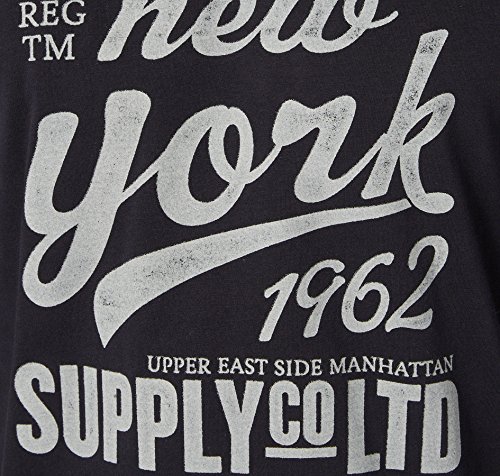 REG
TM
new
york
1962
UPPER EAST SIDE MANHATTAN
SUPPLY CO LTD